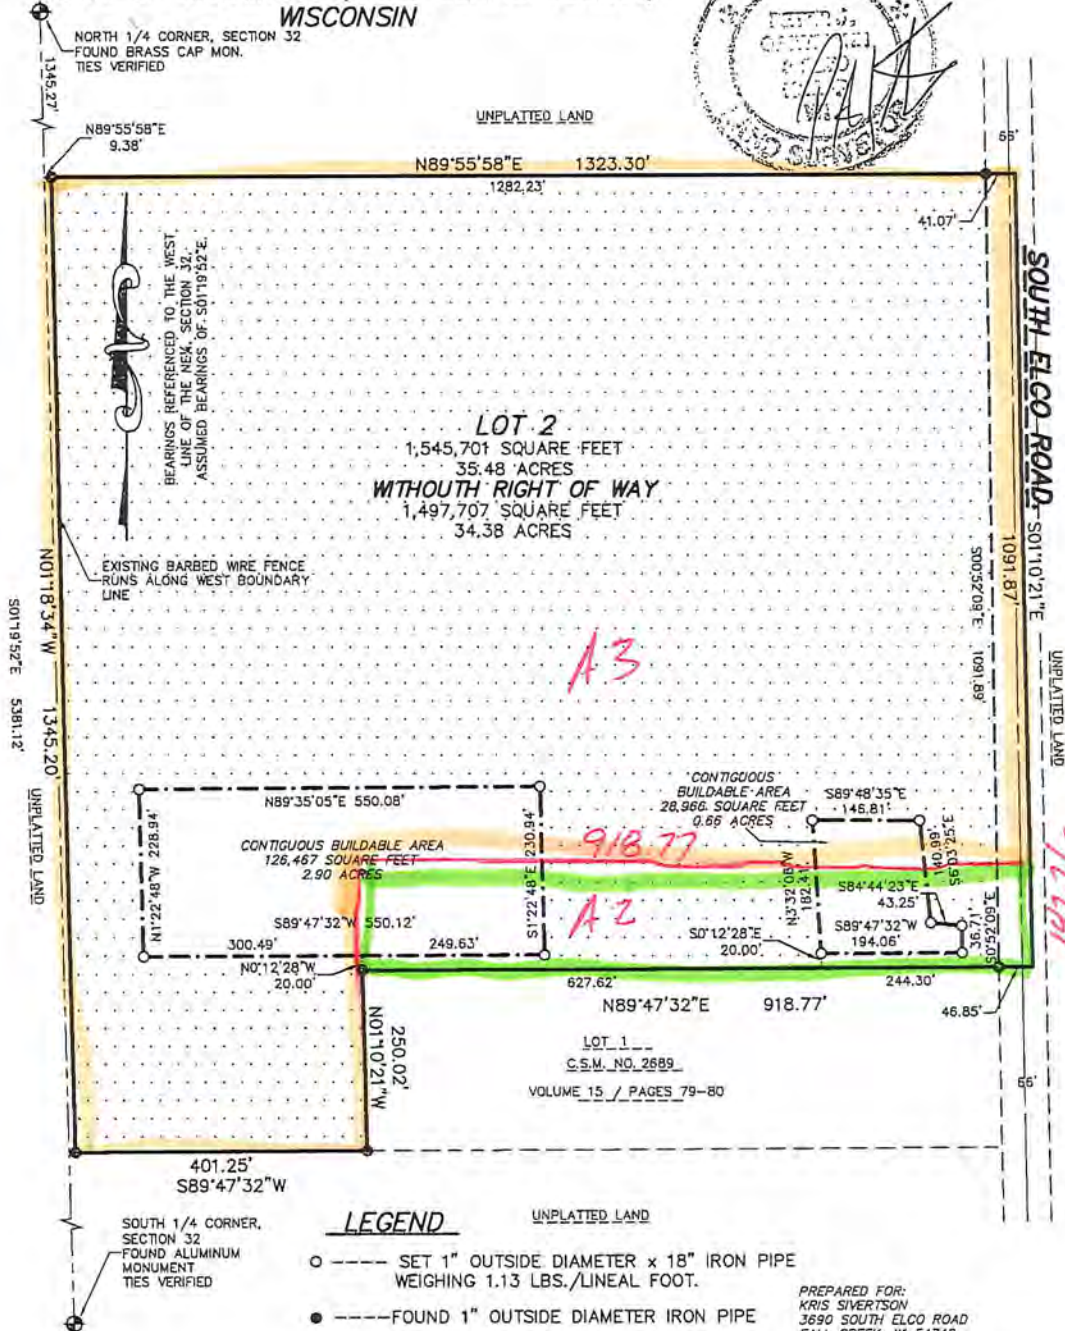 WISCONSIN
NORTH 1/4 CORNER, SECTION 32
FOUND BRASS CAP MON.
TIES VERIFIED
1345.27'
UNPLATTED LAND
66'
N89°55'58"E
9.38'
N89°55'58"E 1323.30'
1282.23'
41.07'
SOUTH ELCO ROAD
BEARINGS REFERENCED TO THE WEST
LINE OF THE NE¼, SECTION 32.
ASSUMED BEARINGS OF S01°19'52"E.
LOT 2
1,545,701 SQUARE FEET
35.48 ACRES
WITHOUTH RIGHT OF WAY
1,497,707 SQUARE FEET
34.38 ACRES
S01°10'21"E
1091.87'
S00°52'09"E 1091.89'
EXISTING BARBED WIRE FENCE
RUNS ALONG WEST BOUNDARY
LINE
N01°18'34"W 1345.20'
S01°19'52"E 5381.12'
UNPLATTED LAND
UNPLATTED LAND
A3
N89°35'05"E 550.08'
CONTIGUOUS
BUILDABLE AREA
28,966 SQUARE FEET
0.66 ACRES
S89°48'35"E
146.81'
CONTIGUOUS BUILDABLE AREA
126,467 SQUARE FEET
2.90 ACRES
N1°22'48"W 228.94'
S1°22'48"E 230.94'
918.77
N3°32'08"W
182.41'
140.99'
S6°03'25"E
S84°44'23"E
43.25'
A2
S89°47'32"W 550.12'
S89°47'32"W
194.06'
36.71'
S0°52'09"E
300.49'
249.63'
S0°12'28"E
20.00'
N0°12'28"W
20.00'
627.62'
244.30'
N89°47'32"E 918.77'
46.85'
250.02'
N01°10'21"W
LOT 1
C.S.M. NO. 2689
VOLUME 15 / PAGES 79-80
66'
401.25'
S89°47'32"W
SOUTH 1/4 CORNER,
SECTION 32
FOUND ALUMINUM
MONUMENT
TIES VERIFIED
LEGEND
UNPLATTED LAND
SET 1" OUTSIDE DIAMETER x 18" IRON PIPE
WEIGHING 1.13 LBS./LINEAL FOOT.
FOUND 1" OUTSIDE DIAMETER IRON PIPE
PREPARED FOR:
KRIS SIVERTSON
3690 SOUTH ELCO ROAD